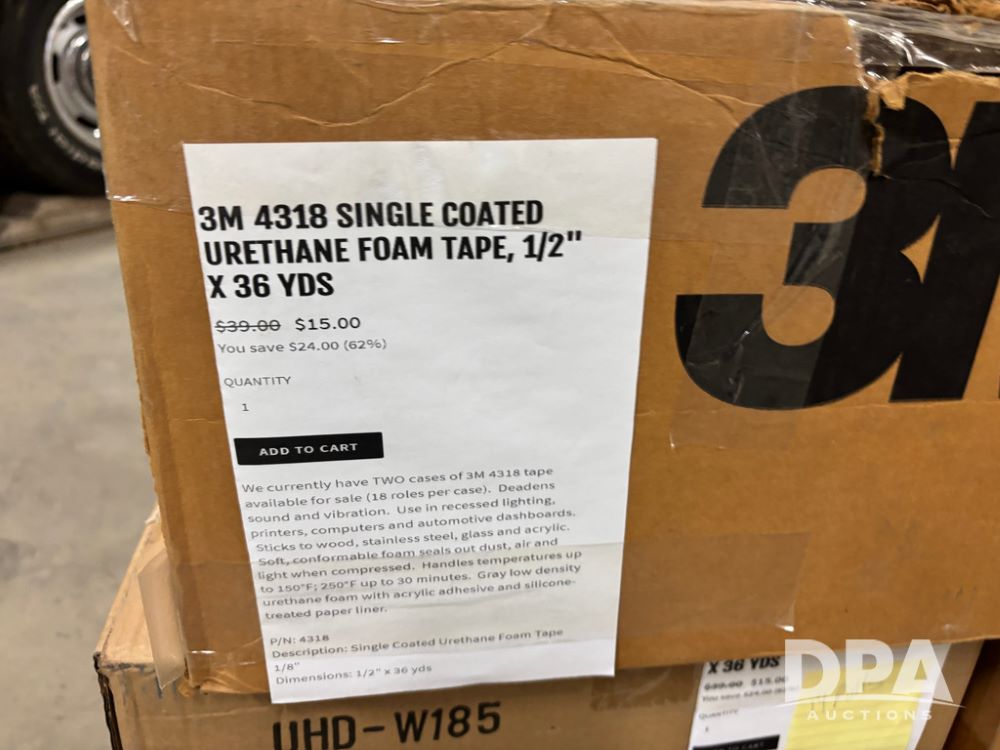 3M
3M 4318 SINGLE COATED
URETHANE FOAM TAPE, 1/2"
X 36 YDS
$39.00 $15.00
You save $24.00 (62%)
QUANTITY
1
ADD TO CART
We currently have TWO cases of 3M 4318 tape
available for sale (18 roles per case). Deadens
sound and vibration. Use in recessed lighting,
printers, computers and automotive dashboards.
Sticks to wood, stainless steel, glass and acrylic.
Soft, conformable foam seals out dust, air and
light when compressed. Handles temperatures up
to 150°F; 250°F up to 30 minutes. Gray low density
urethane foam with acrylic adhesive and silicone-
treated paper liner.
P/N: 4318
Description: Single Coated Urethane Foam Tape
1/8"
Dimensions: 1/2" x 36 yds
UHD-W185
X 36 YDS
$39.00 $15.00
You save $24.00
QUANTITY
1
DPA
AUCTIONS